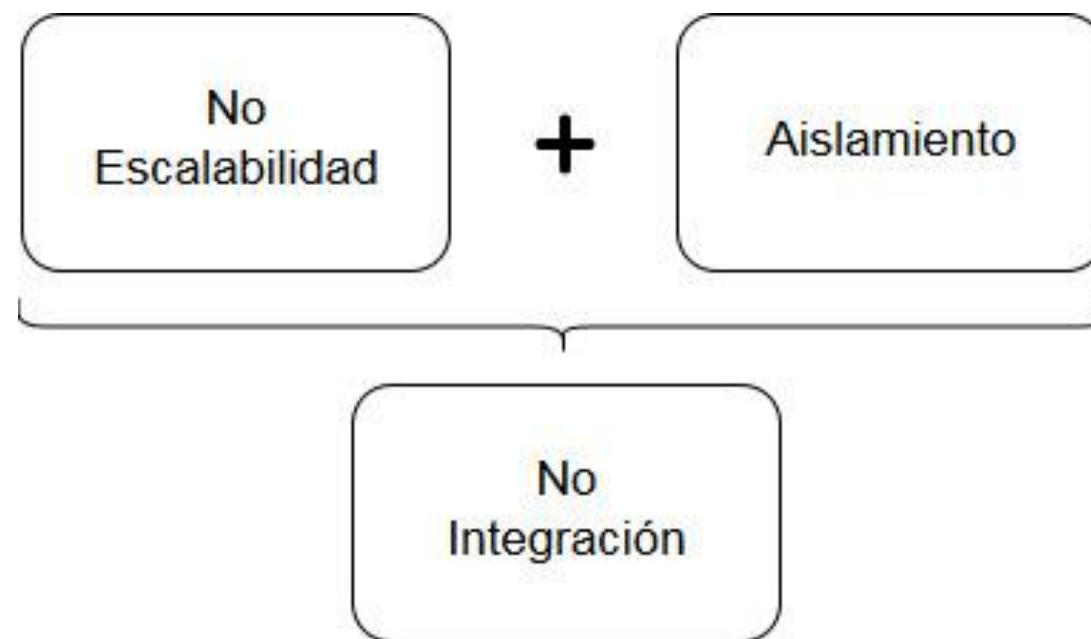 No
Escalabilidad
+
Aislamiento
No
Integración